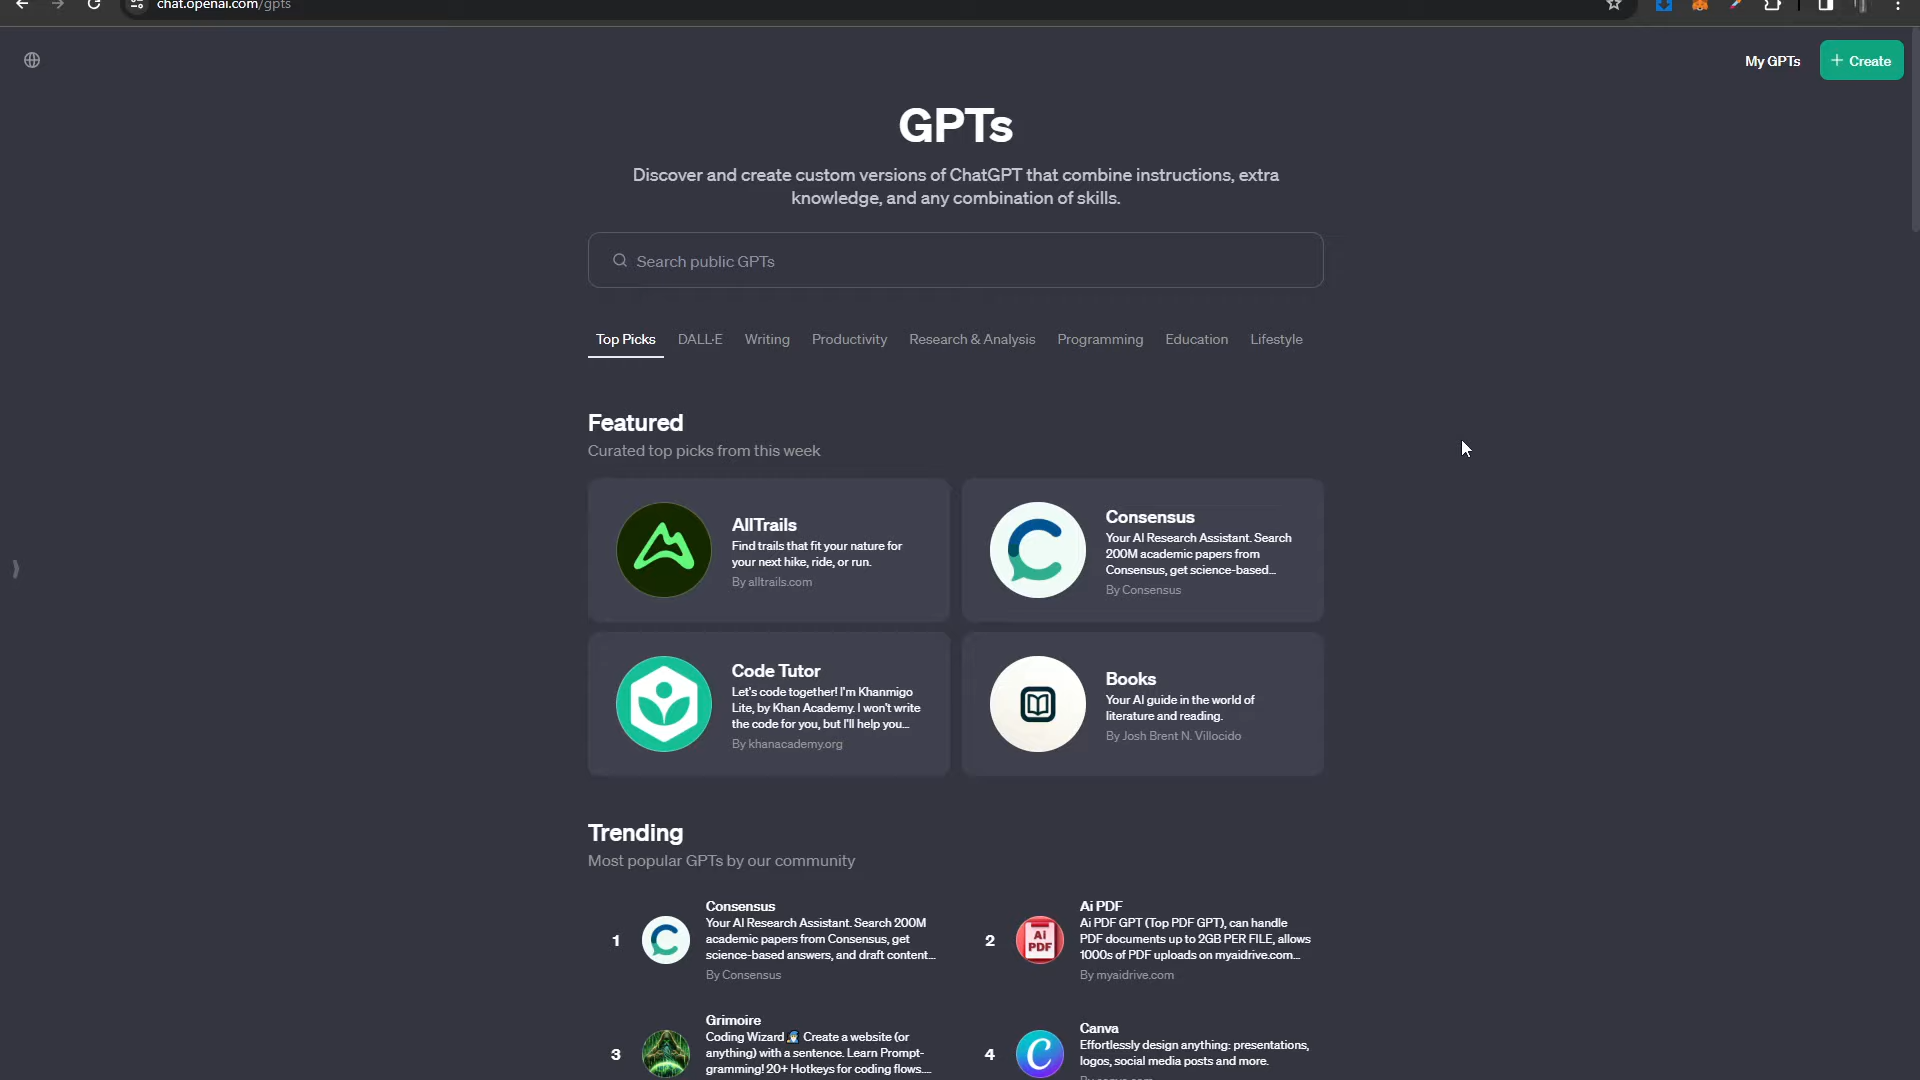 chat.openai.com/gpts
My GPTs
+ Create
GPTs
Discover and create custom versions of ChatGPT that combine instructions, extra
knowledge, and any combination of skills.
Search public GPTs
Top Picks DALL·E Writing Productivity Research & Analysis Programming Education Lifestyle
Featured
Curated top picks from this week
AllTrails
Find trails that fit your nature for
your next hike, ride, or run.
By alltrails.com
Consensus
Your AI Research Assistant. Search
200M academic papers from
Consensus, get science-based...
By Consensus
Code Tutor
Let's code together! I'm Khanmigo
Lite, by Khan Academy. I won't write
the code for you, but I'll help you...
By khanacademy.org
Books
Your AI guide in the world of
literature and reading.
By Josh Brent N. Villocido
Trending
Most popular GPTs by our community
1
Consensus
Your AI Research Assistant. Search 200M
academic papers from Consensus, get
science-based answers, and draft content...
By Consensus
2
Ai
PDF
Ai PDF
Ai PDF GPT (Top PDF GPT), can handle
PDF documents up to 2GB PER FILE, allows
1000s of PDF uploads on myaidrive.com...
By myaidrive.com
3
Grimoire
Coding Wizard🧙‍♂️ Create a website (or
anything) with a sentence. Learn Prompt-
gramming! 20+ Hotkeys for coding flows....
4
Canva
Effortlessly design anything: presentations,
logos, social media posts and more.